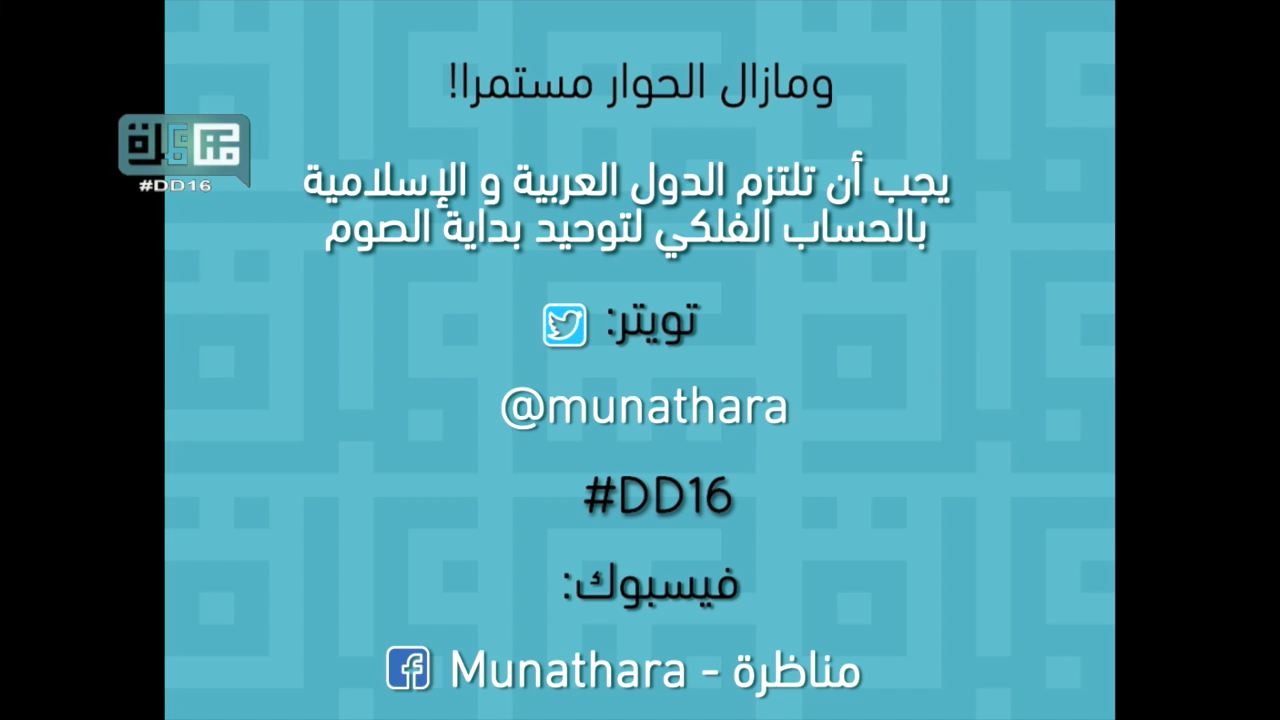 ومازال الحوار مستمرا!
مناظرة
#DD16
يجب أن تلتزم الدول العربية و الإسلامية
بالحساب الفلكي لتوحيد بداية الصوم
تويتر:
@munathara
#DD16
فيسبوك:
Munathara - مناظرة